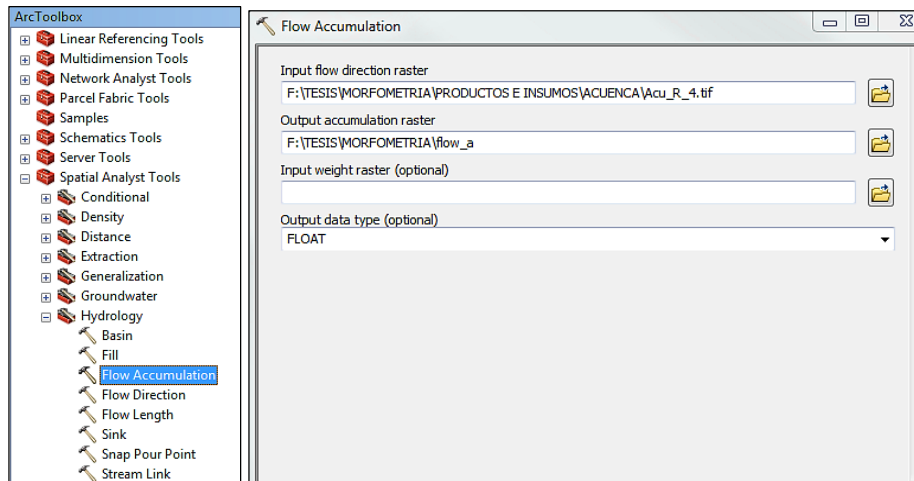 ArcToolbox
Linear Referencing Tools
Multidimension Tools
Network Analyst Tools
Parcel Fabric Tools
Samples
Schematics Tools
Server Tools
Spatial Analyst Tools
Conditional
Density
Distance
Extraction
Generalization
Groundwater
Hydrology
Basin
Fill
Flow Accumulation
Flow Direction
Flow Length
Sink
Snap Pour Point
Stream Link
Flow Accumulation
Input flow direction raster
F:\TESIS\MORFOMETRIA\PRODUCTOS E INSUMOS\ACUENCA\Acu_R_4.tif
Output accumulation raster
F:\TESIS\MORFOMETRIA\flow_a
Input weight raster (optional)
Output data type (optional)
FLOAT